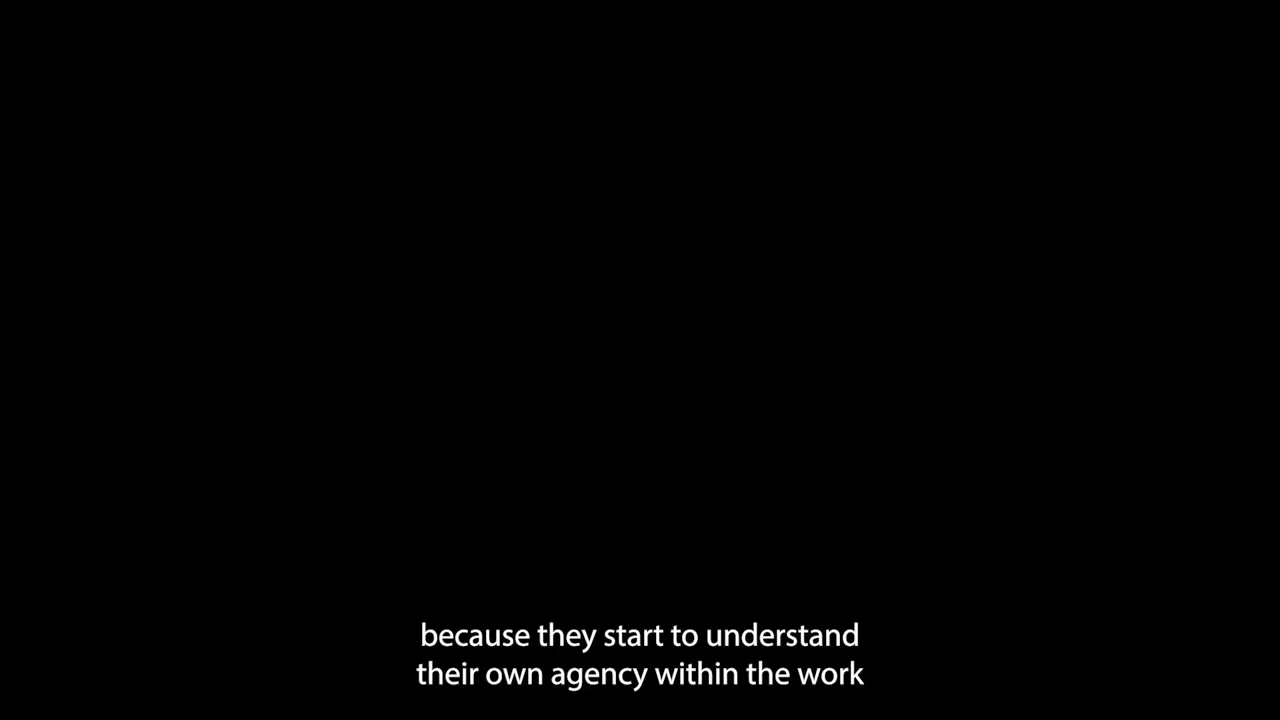 because they start to understand
their own agency within the work